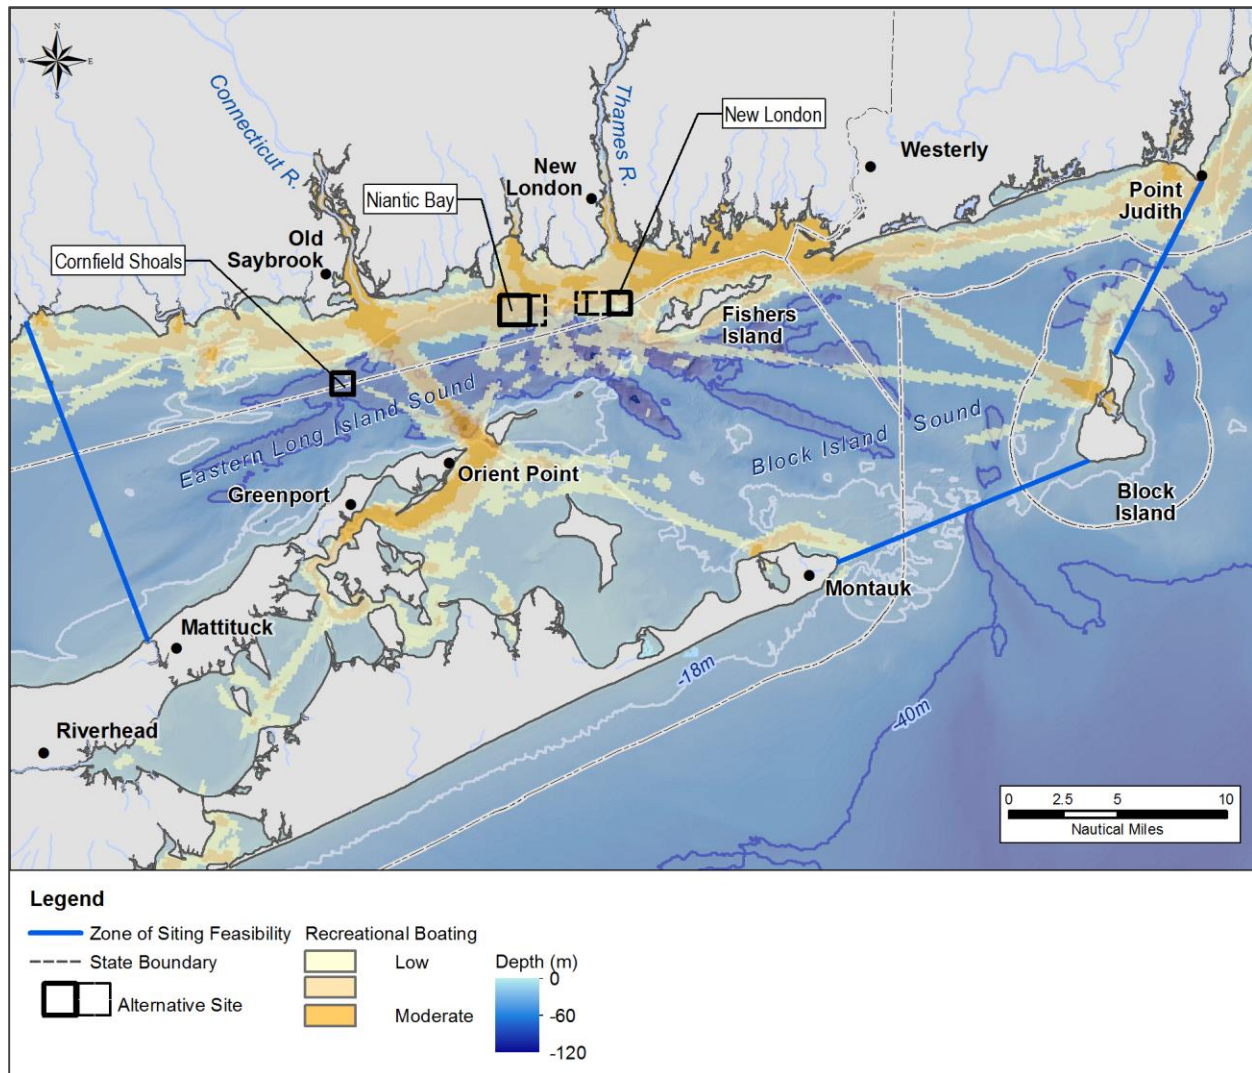 N
W
E
S
Connecticut R.
Thames R.
New London
Westerly
New
London
Niantic Bay
Point
Judith
Old
Saybrook
Cornfield Shoals
Fishers
Island
Eastern Long Island Sound
Block Island Sound
Orient Point
Greenport
Block
Island
Montauk
Mattituck
-18m
-40m
Riverhead
0 2.5 5 10
Nautical Miles
Legend
Zone of Siting Feasibility
State Boundary
Alternative Site
Recreational Boating
Low
Moderate
Depth (m)
0
-60
-120